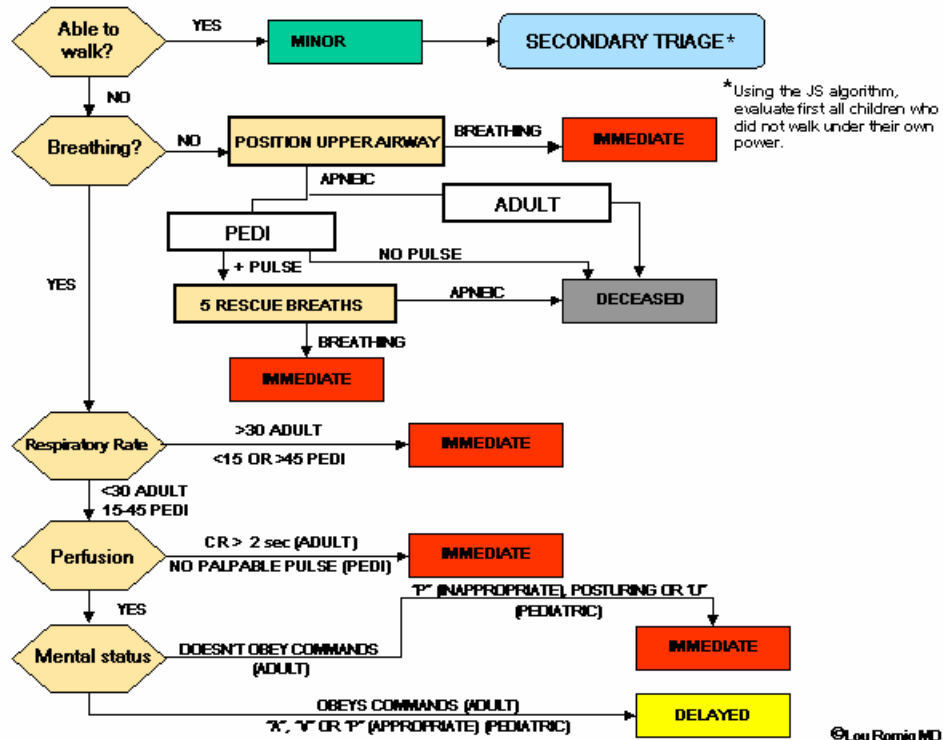 Able to
walk?
YES
MINOR
SECONDARY TRIAGE*
*Using the JS algorithm,
evaluate first all children who
did not walk under their own
power.
NO
Breathing?
NO
POSITION UPPER AIRWAY
BREATHING
IMMEDIATE
APNEIC
ADULT
PEDI
NO PULSE
+ PULSE
YES
5 RESCUE BREATHS
APNEIC
DECEASED
BREATHING
IMMEDIATE
Respiratory Rate
>30 ADULT
<15 OR >45 PEDI
IMMEDIATE
<30 ADULT
15-45 PEDI
Perfusion
CR > 2 sec (ADULT)
NO PALPABLE PULSE (PEDI)
IMMEDIATE
YES
"P" (INAPPROPRIATE), POSTURING OR "U"
(PEDIATRIC)
Mental status
DOESN'T OBEY COMMANDS
(ADULT)
IMMEDIATE
OBEYS COMMANDS (ADULT)
"A", "V" OR "P" (APPROPRIATE) (PEDIATRIC)
DELAYED
©Lou Romig MD